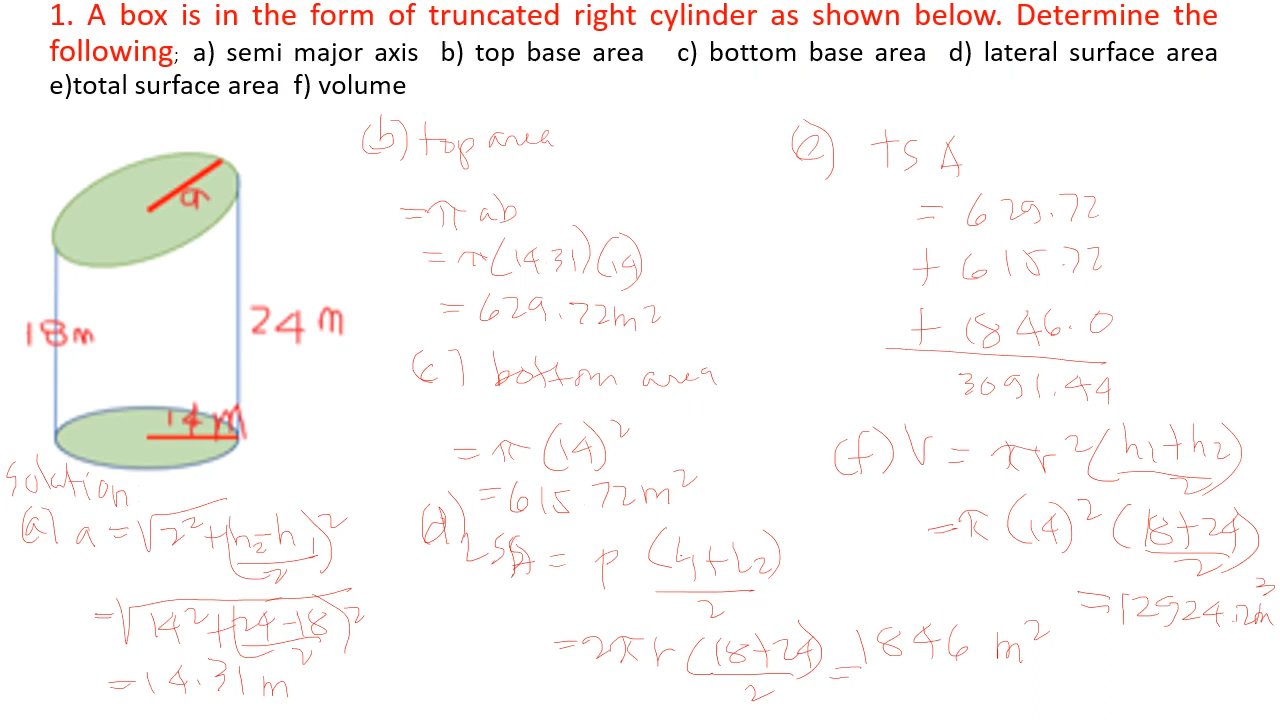 1. A box is in the form of truncated right cylinder as shown below. Determine the
following; a) semi major axis b) top base area c) bottom base area d) lateral surface area
e)total surface area f) volume
a
18m
24 m
14m
Solution
(a) a = √2² + (h₂-h₁/2)²
= √14² + (24-18/2)²
= 14.31 m
(b) top area
= π ab
= π(14 31)(14)
= 629.72m²
(c) bottom area
= π (14)²
= 615.72m²
(d) LSA = P (h₁+h₂)/2
= 2πr (18+24)/2 = 1846 m²
(e) TSA
= 629.72
+ 615.72
+ 1846.0
3091.44
(f) V = πr²(h₁+h₂)/2
= π (14)² (18+24)/2
= 12924.2m³